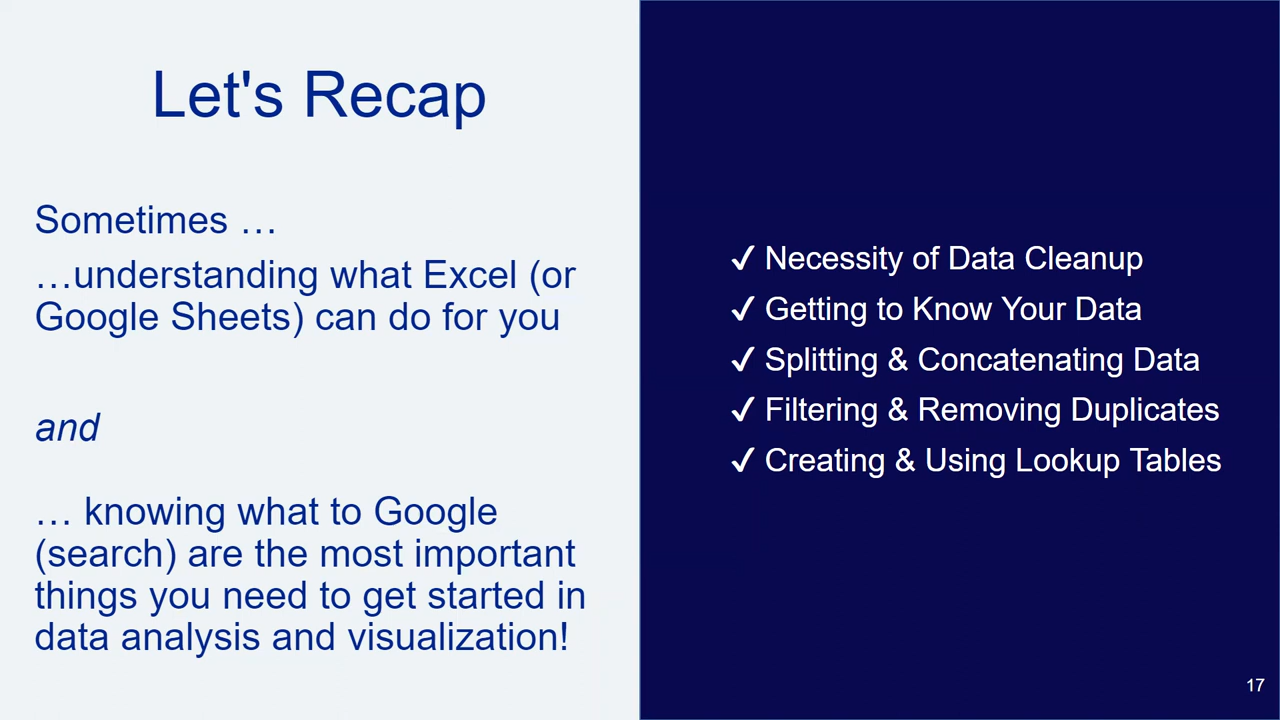 Let's Recap
Sometimes …
…understanding what Excel (or
Google Sheets) can do for you
and
… knowing what to Google
(search) are the most important
things you need to get started in
data analysis and visualization!
✓ Necessity of Data Cleanup
✓ Getting to Know Your Data
✓ Splitting & Concatenating Data
✓ Filtering & Removing Duplicates
✓ Creating & Using Lookup Tables
17